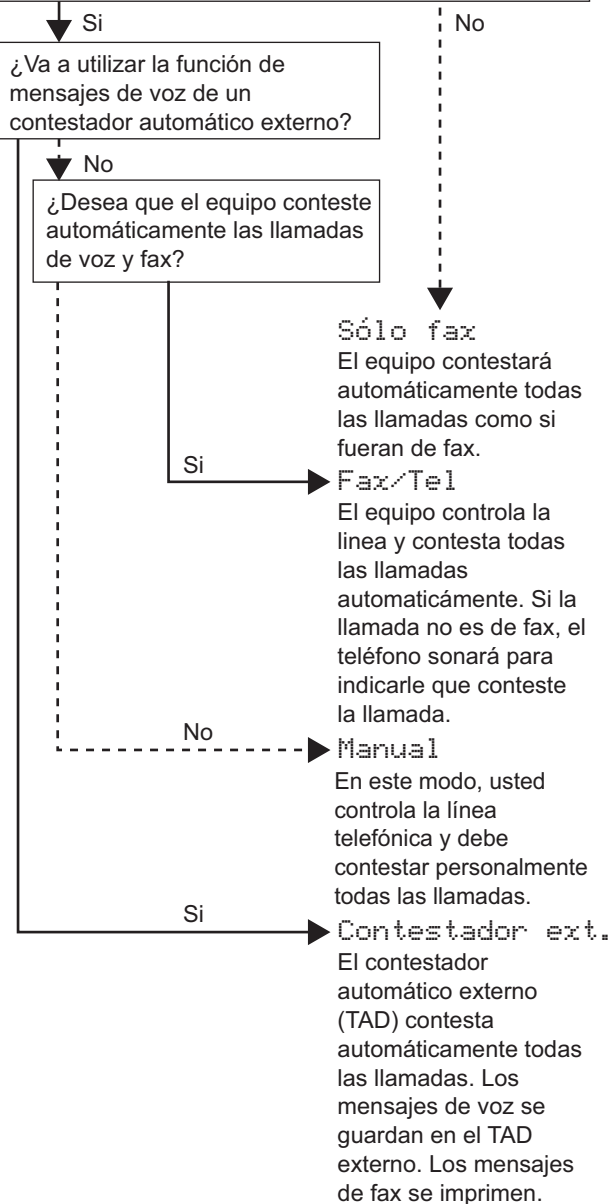 Si
No
¿Va a utilizar la función de
mensajes de voz de un
contestador automático externo?
No
¿Desea que el equipo conteste
automáticamente las llamadas
de voz y fax?
Sólo fax
El equipo contestará
automáticamente todas
las llamadas como si
fueran de fax.
Si
Fax/Tel
El equipo controla la
linea y contesta todas
las llamadas
automaticámente. Si la
llamada no es de fax, el
teléfono sonará para
indicarle que conteste
la llamada.
No
Manual
En este modo, usted
controla la línea
telefónica y debe
contestar personalmente
todas las llamadas.
Si
Contestador ext.
El contestador
automático externo
(TAD) contesta
automáticamente todas
las llamadas. Los
mensajes de voz se
guardan en el TAD
externo. Los mensajes
de fax se imprimen.